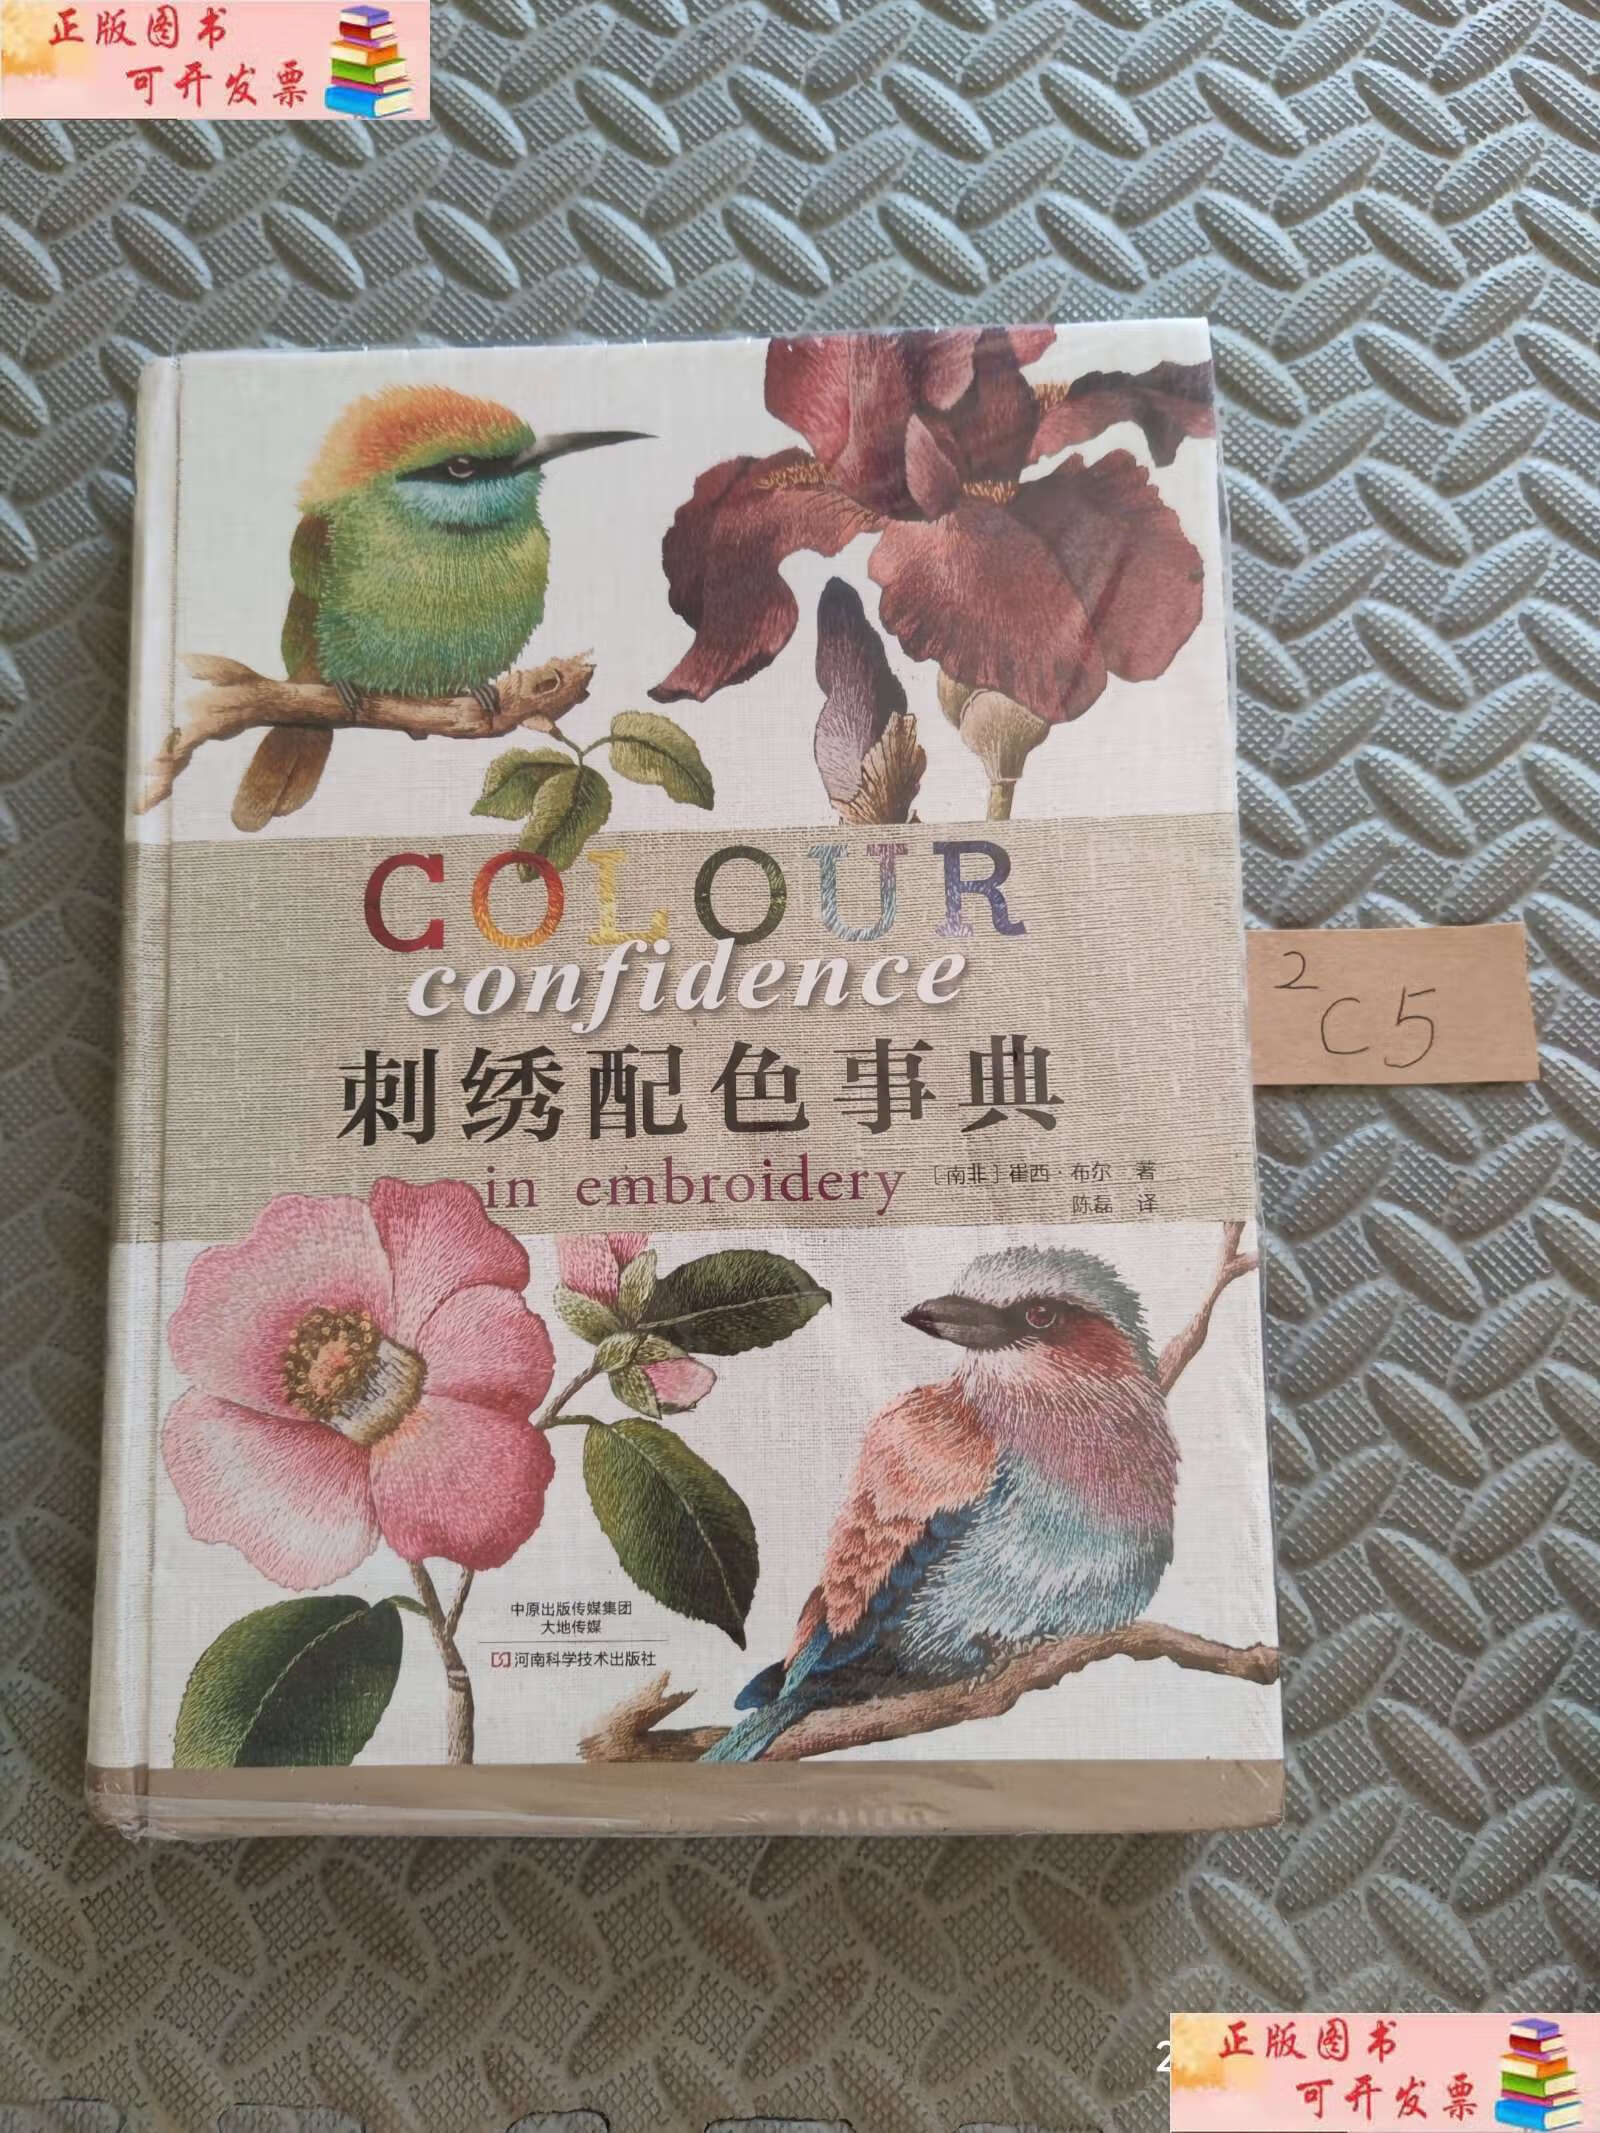 正版图书
可开发票
COLOUR
confidence
刺绣配色事典
in embroidery
［南非］崔西·布尔 著
陈磊 译
2
C5
中原出版传媒集团
大地传媒
河南科学技术出版社
2
正版图书
可开发票